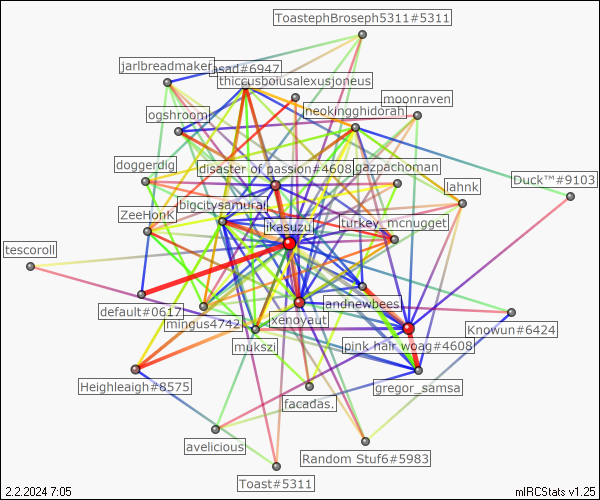 ToastephBroseph5311#5311
jarlbreadmaker
asad#6947
thiccusboiusalexusjoneus
moonraven
neokingghidorah
ogshroom
doggerdig
disaster of passion#4608
gazpachoman
Duck™#9103
lahnk
bigcitysamurai
ZeeHonK
ikasuzu
turkey_mcnugget
tescoroll
default#0617
andnewbees
mingus4742
xenoyaut
Knovun#6424
mukszi
pink hair woag#4608
Heighleaigh#8575
gregor_samsa
facadas.
avelicious
Random Stuf6#5983
Toast#5311
2.2.2024 7:05
mIRCStats v1.25